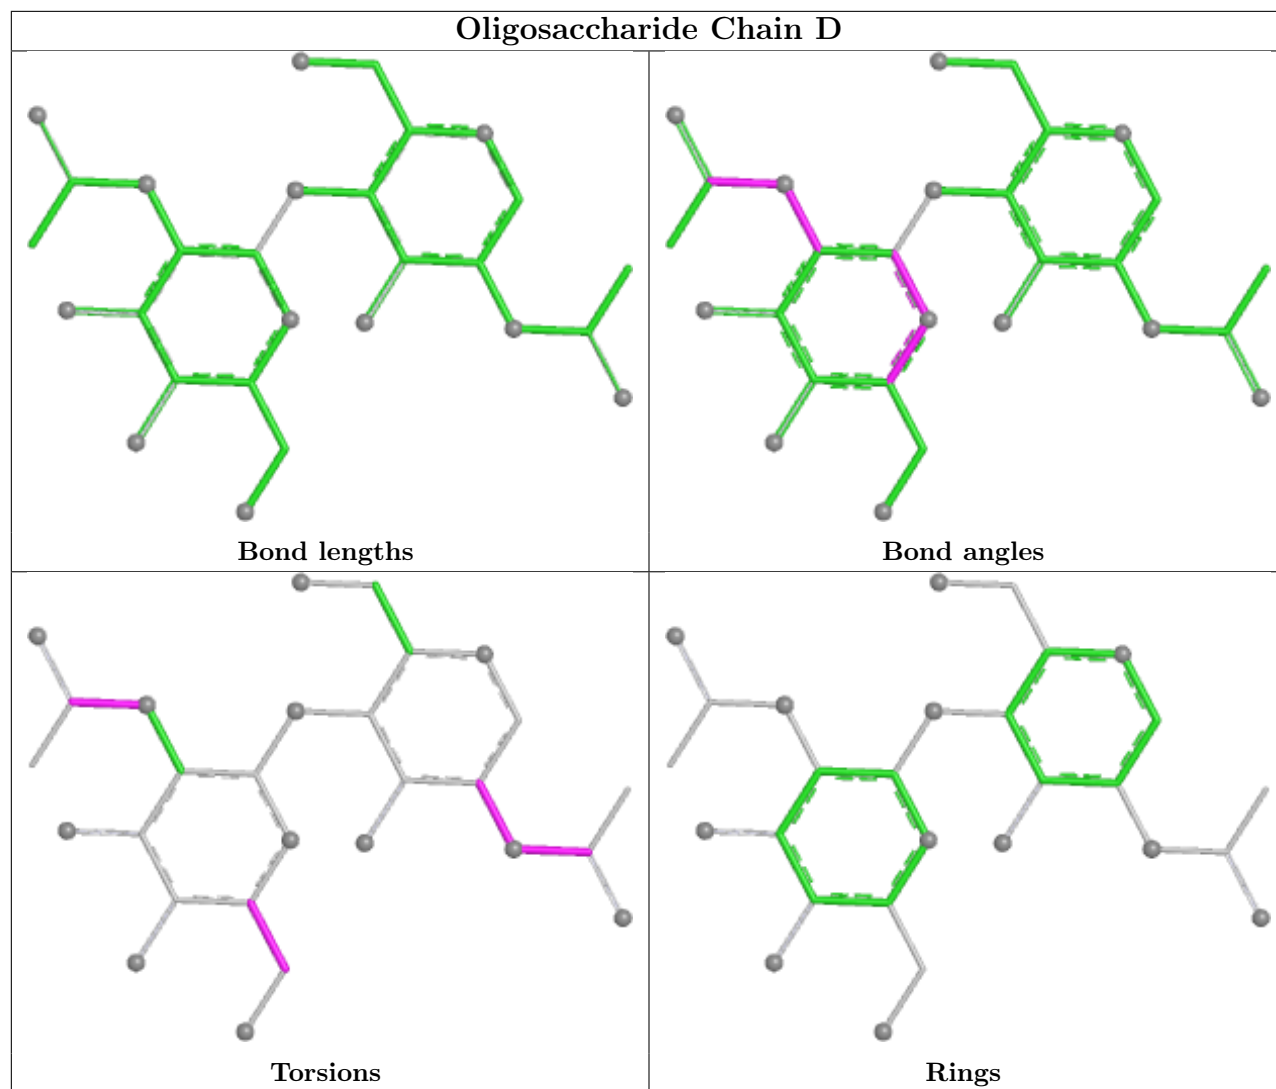 Oligosaccharide Chain D
Bond lengths
Bond angles
Torsions
Rings